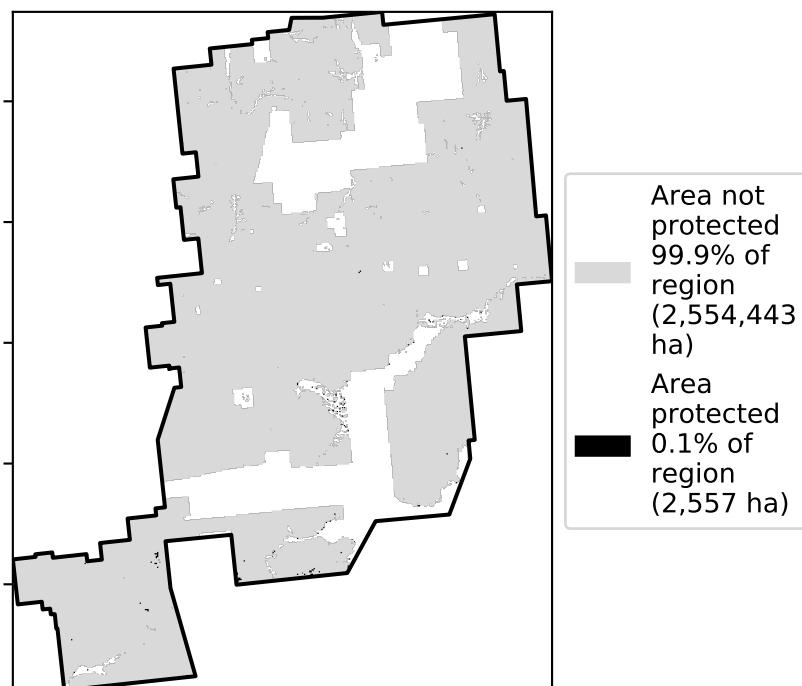 Area not
protected
99.9% of
region
(2,554,443
ha)
Area
protected
0.1% of
region
(2,557 ha)